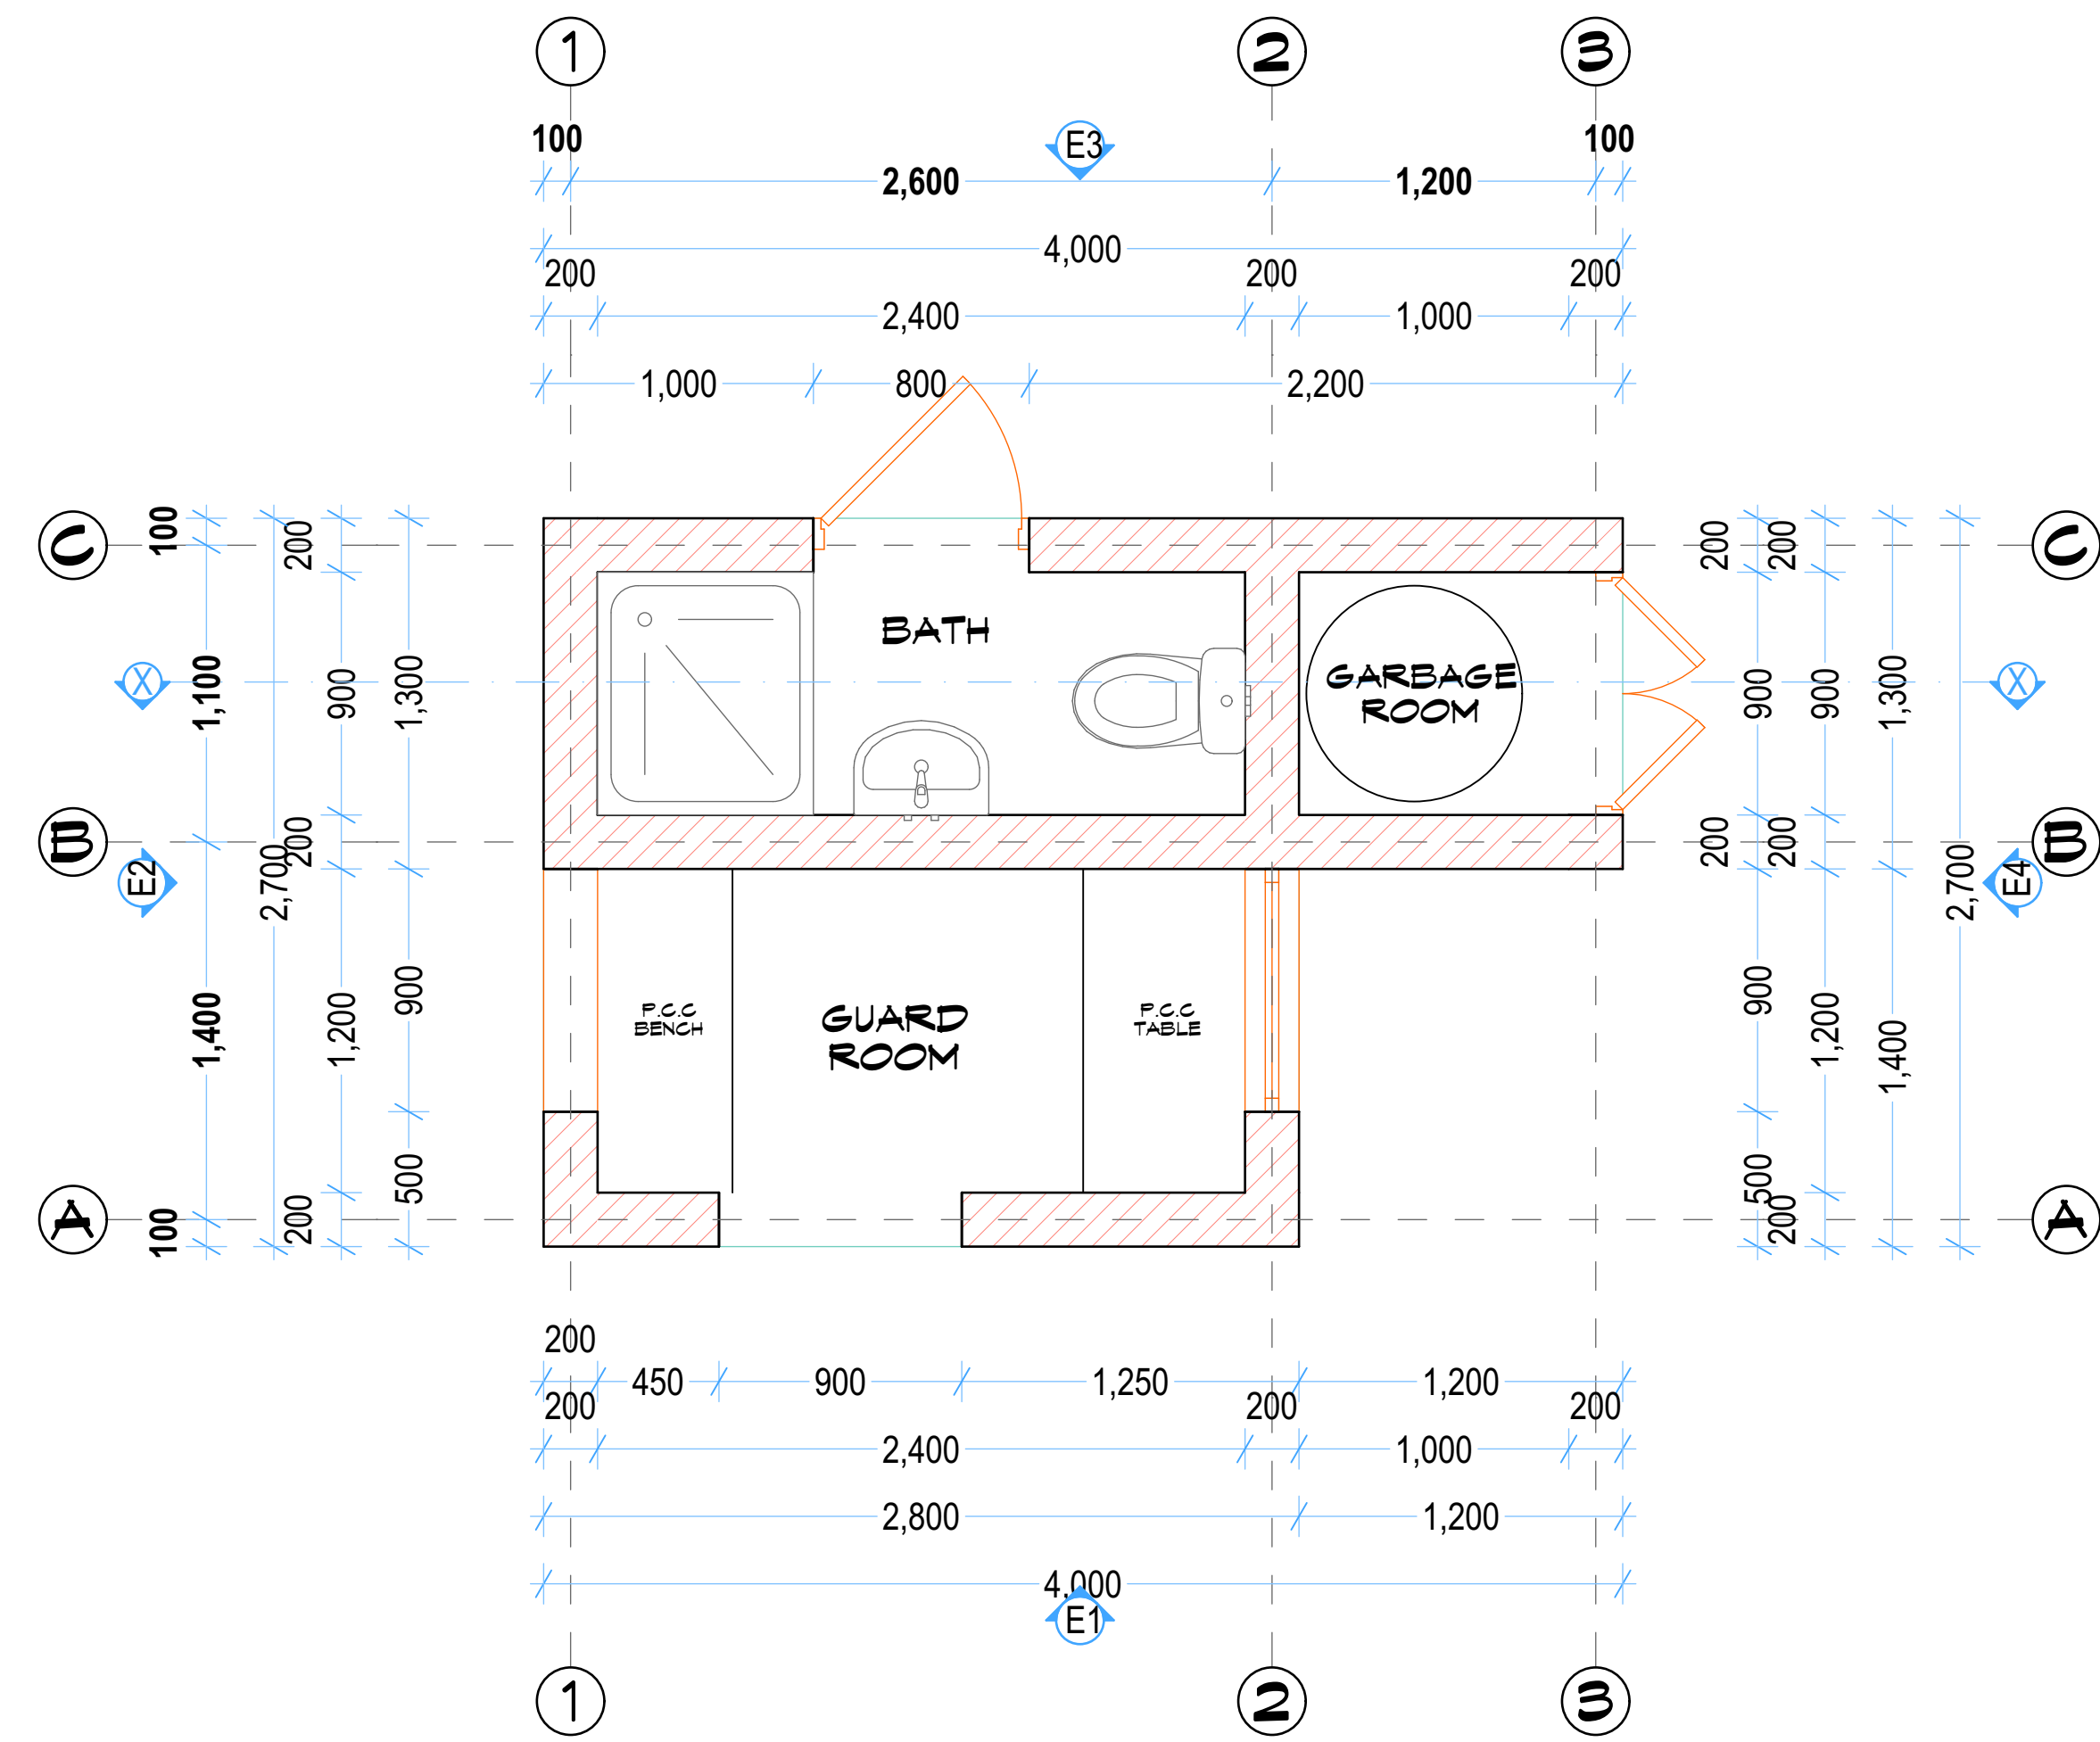 1 2 3
100 100
E3
2,600 1,200
4,000
200 200 200
2,400 1,000
1,000 800 2,200
C 100 200 200 200 C
BATH
X 1,100 900 1,300 GARBAGE 900 900 1,300 X
ROOM
B 200 200 200 B
E2 2,700 2,700 E4
900 900
P.C.C P.C.C
BENCH TABLE
GUARD
ROOM
1,400 1,200 1,200 1,400
500 500
A 100 200 200 A
200
450 900 1,250 1,200
200 200 200
2,400 1,000
2,800 1,200
4,000
E1
1 2 3